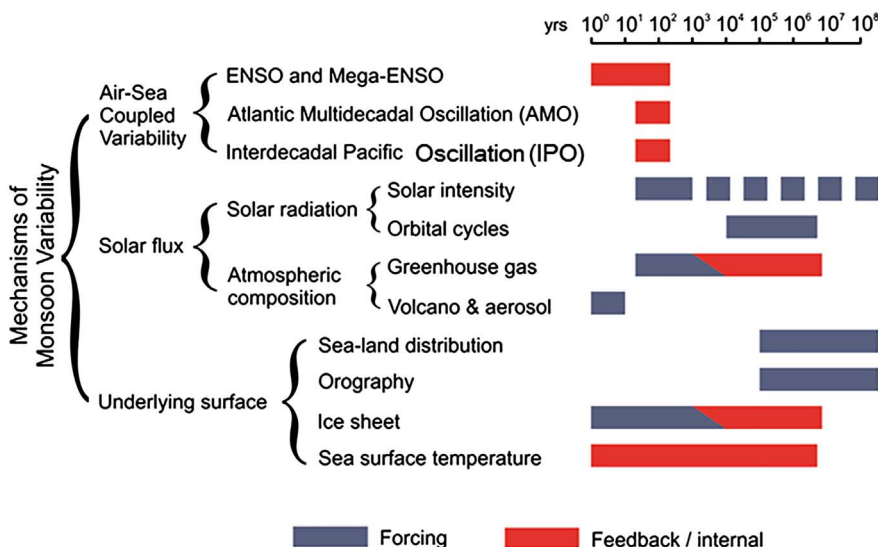 yrs 10⁰ 10¹ 10² 10³ 10⁴ 10⁵ 10⁶ 10⁷ 10⁸
Mechanisms of
Monsoon Variability
Air-Sea
Coupled
Variability
ENSO and Mega-ENSO
Atlantic Multidecadal Oscillation (AMO)
Interdecadal Pacific Oscillation (IPO)
Solar flux
Solar radiation
Solar intensity
Orbital cycles
Atmospheric
composition
Greenhouse gas
Volcano & aerosol
Underlying surface
Sea-land distribution
Orography
Ice sheet
Sea surface temperature
Forcing
Feedback / internal